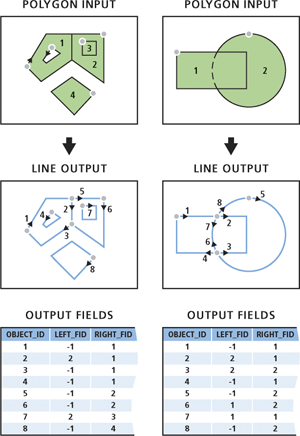 POLYGON INPUT
1
3
2
4
LINE OUTPUT
5
1
4
2
7
6
3
8
OUTPUT FIELDS
OBJECT_ID LEFT_FID RIGHT_FID
1 -1 1
2 2 1
3 -1 1
4 -1 1
5 -1 2
6 -1 2
7 2 3
8 -1 4
POLYGON INPUT
1 2
LINE OUTPUT
5
8
1 2
7
6
4 3
OUTPUT FIELDS
OBJECT_ID LEFT_FID RIGHT_FID
1 -1 1
2 2 1
3 2 2
4 -1 1
5 -1 2
6 1 2
7 1 1
8 -1 2